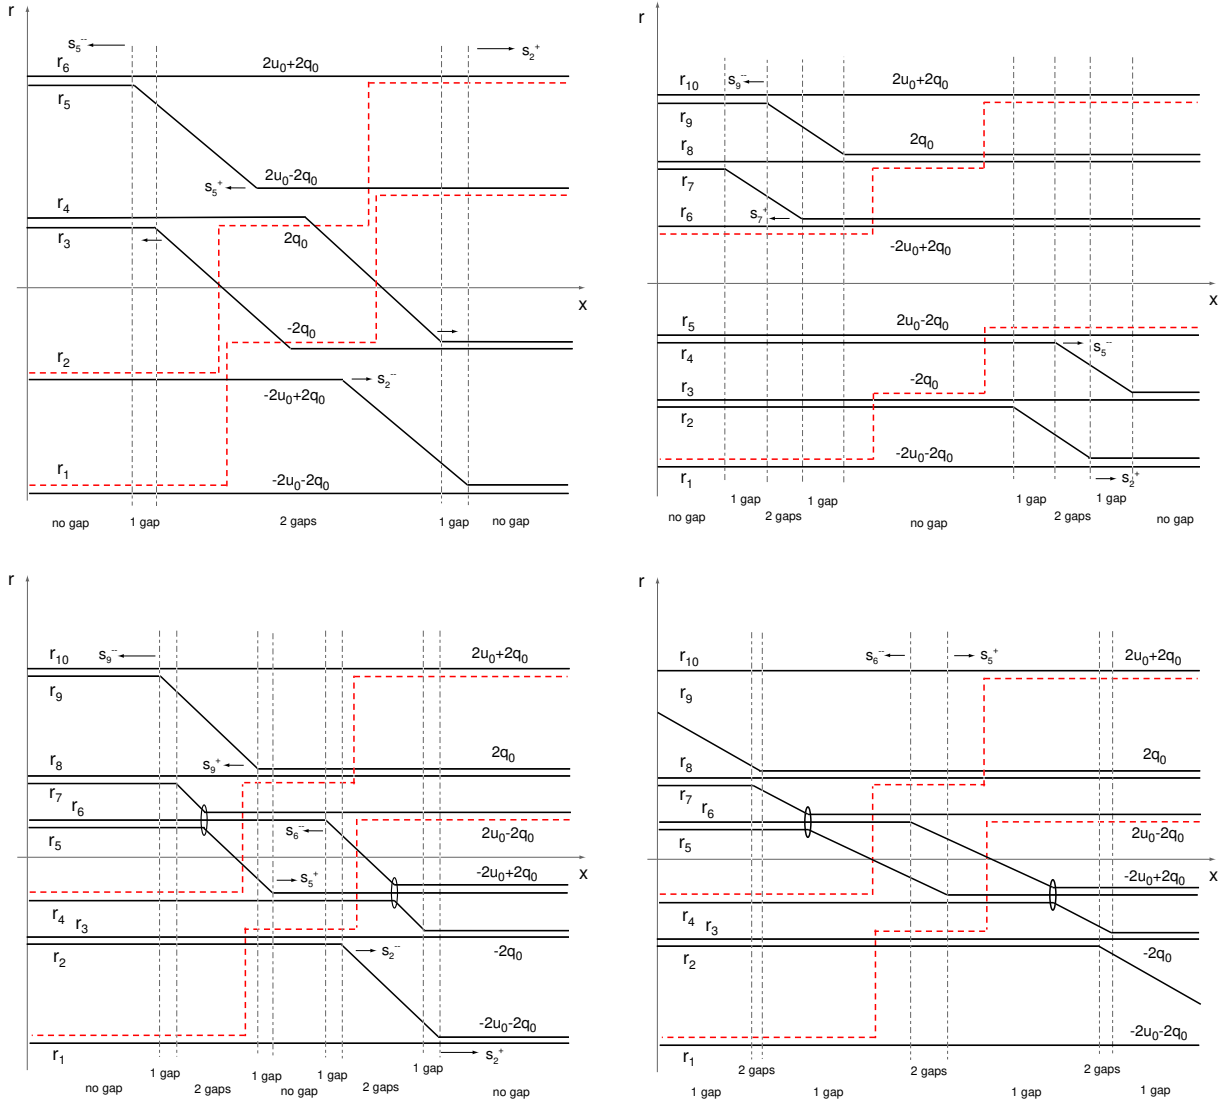 r
s5-- s2+
r6 2u0+2q0
r5
2u0-2q0
s5+
r4
r3 2q0
x
-2q0
r2
s2--
-2u0+2q0
r1 -2u0-2q0
no gap 1 gap 2 gaps 1 gap no gap
r
r10 s9-- 2u0+2q0
r9
r8 2q0
r7
r6 s7+
-2u0+2q0
x
r5 2u0-2q0
r4 s5--
r3 -2q0
r2
-2u0-2q0
r1 s2+
1 gap 1 gap 1 gap 1 gap
no gap 2 gaps no gap 2 gaps no gap
r
s9--
r10 2u0+2q0
r9
r8 s9+ 2q0
r7
r6
r5 s6-- 2u0-2q0
x
s5+ -2u0+2q0
r4 r3
r2 s2-- -2q0
-2u0-2q0
r1 s2+
1 gap 1 gap 1 gap 1 gap
no gap 2 gaps no gap 2 gaps no gap
r
r10 s6-- s5+ 2u0+2q0
r9
r8 2q0
r7
r6
r5 2u0-2q0
x
-2u0+2q0
r4 r3
r2 -2q0
-2u0-2q0
r1
2 gaps 2 gaps 2 gaps
1 gap 1 gap 1 gap 1 gap